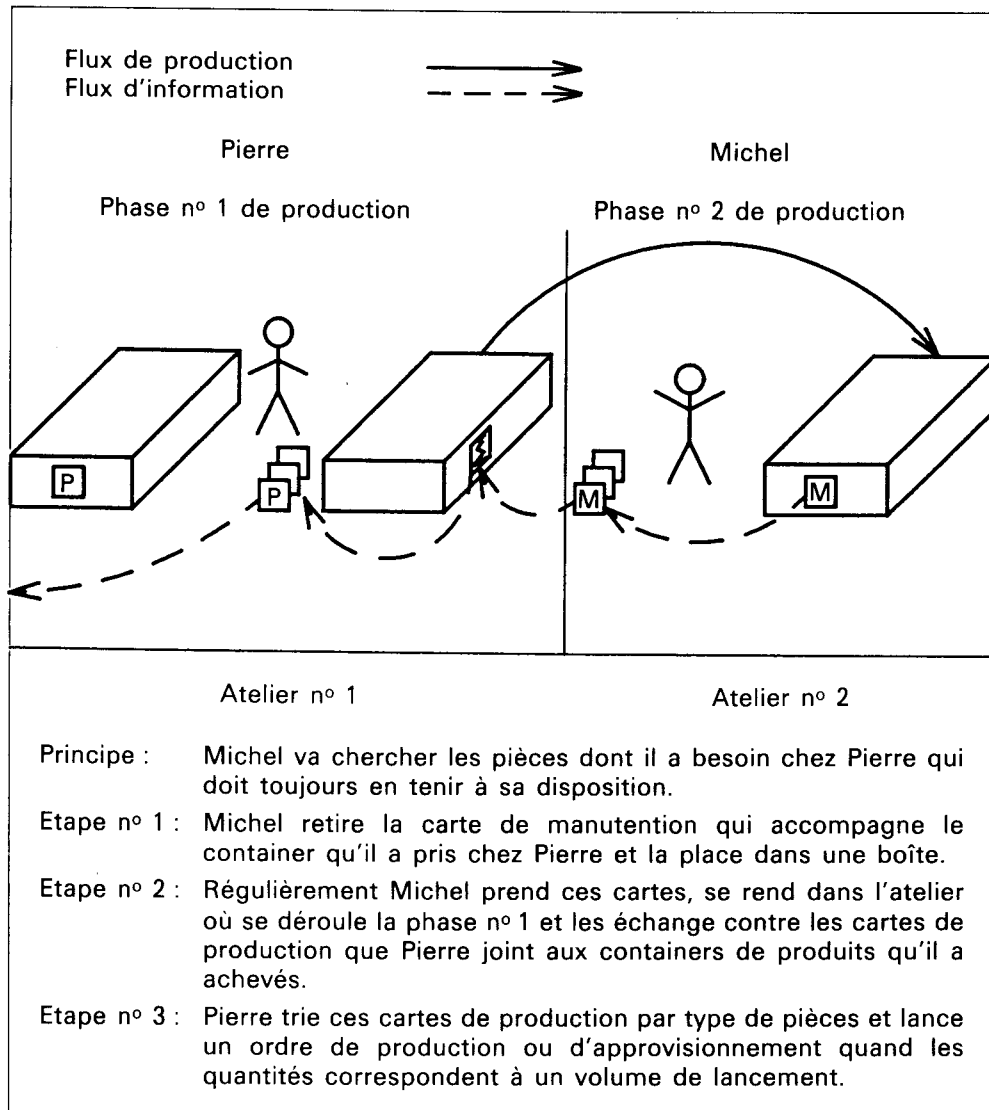 Flux de production
Flux d'information
Pierre
Michel
Phase nº 1 de production
Phase nº 2 de production
P
P
M
M
Atelier nº 1
Atelier nº 2
Principe : Michel va chercher les pièces dont il a besoin chez Pierre qui
doit toujours en tenir à sa disposition.
Etape nº 1 : Michel retire la carte de manutention qui accompagne le
container qu'il a pris chez Pierre et la place dans une boîte.
Etape nº 2 : Régulièrement Michel prend ces cartes, se rend dans l'atelier
où se déroule la phase nº 1 et les échange contre les cartes de
production que Pierre joint aux containers de produits qu'il a
achevés.
Etape nº 3 : Pierre trie ces cartes de production par type de pièces et lance
un ordre de production ou d'approvisionnement quand les
quantités correspondent à un volume de lancement.